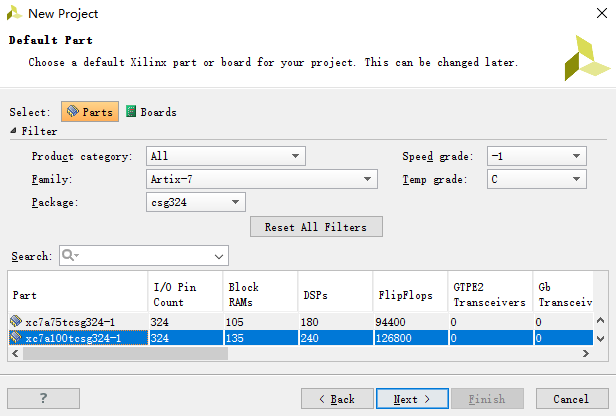 New Project
Default Part
Choose a default Xilinx part or board for your project. This can be changed later.
Select: Parts Boards
Filter
Product category: All Speed grade: -1
Family: Artix-7 Temp grade: C
Package: csg324
Reset All Filters
Search: Q
Part I/O Pin Count Block RAMs DSPs FlipFlops GTPE2 Transceivers Gb Transceiv
xc7a75tcsg324-1 324 105 180 94400 0 0
xc7a100tcsg324-1 324 135 240 126800 0 0
? < Back Next > Finish Cancel